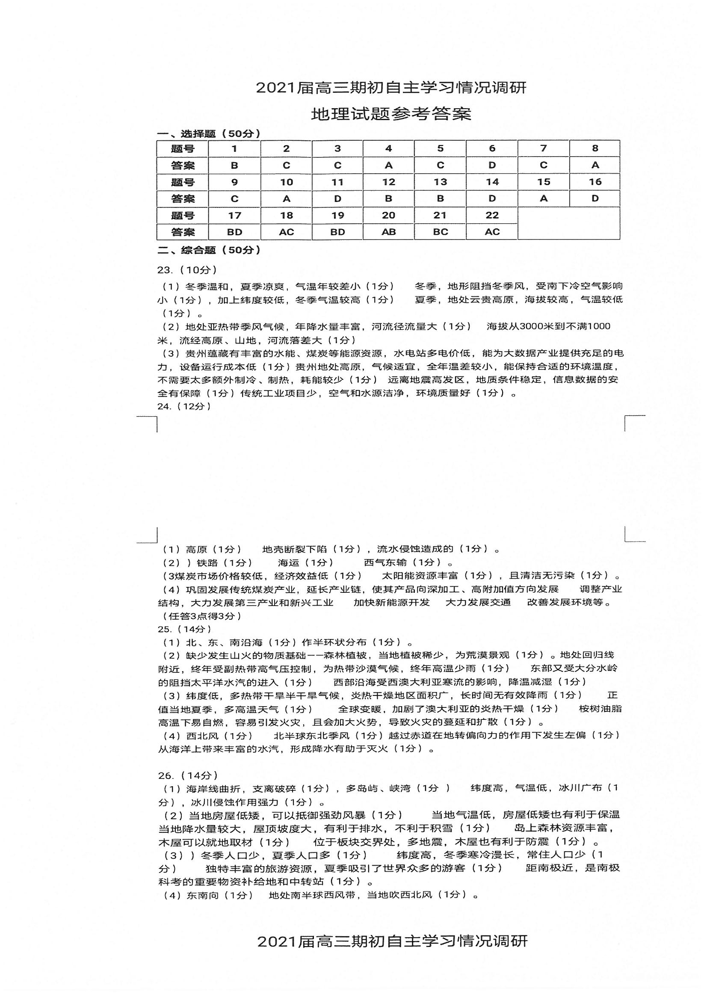 2021届高三期初自主学习情况调研
地理试题参考答案
一、选择题（50分）
题号 1 2 3 4 5 6 7 8
答案 B C C A C D C A
题号 9 10 11 12 13 14 15 16
答案 C A D B B D A D
题号 17 18 19 20 21 22
答案 BD AC BD AB BC AC
二、综合题（50分）
23.（10分）
（1）冬季温和，夏季凉爽，气温年较差小（1分） 冬季，地形阻挡冬季风，受南下冷空气影响
小（1分），加上纬度较低，冬季气温较高（1分） 夏季，地处云贵高原，海拔较高，气温较低
（1分）。
（2）地处亚热带季风气候，年降水量丰富，河流径流量大（1分） 海拔从3000米到不满1000
米，流经高原、山地，河流落差大（1分）
（3）贵州蕴藏有丰富的水能、煤炭等能源资源，水电站多电价低，能为大数据产业提供充足的电
力，设备运行成本低（1分）贵州地处高原，气候适宜，全年温差较小，能保持合适的环境温度，
不需要太多额外制冷、制热，耗能较少（1分） 远离地震高发区，地质条件稳定，信息数据的安
全有保障（1分）传统工业项目少，空气和水源洁净，环境质量好（1分）。
24.（12分）
（1）高原（1分） 地壳断裂下陷（1分），流水侵蚀造成的（1分）。
（2））铁路（1分） 海运（1分） 西气东输（1分）。
（3煤炭市场价格较低，经济效益低（1分） 太阳能资源丰富（1分），且清洁无污染（1分）。
（4）巩固发展传统煤炭产业，延长产业链，使其产品向深加工、高附加值方向发展 调整产业
结构，大力发展第三产业和新兴工业 加快新能源开发 大力发展交通 改善发展环境等。
（任答3点得3分）
25.（14分）
（1）北、东、南沿海（1分）作半环状分布（1分）。
（2）缺少发生山火的物质基础——森林植被，当地植被稀少，为荒漠景观（1分）。地处回归线
附近，终年受副热带高气压控制，为热带沙漠气候，终年高温少雨（1分） 东部又受大分水岭
的阻挡太平洋水汽的进入（1分） 西部沿海受西澳大利亚寒流的影响，降温减湿（1分）
（3）纬度低，多热带干旱半干旱气候，炎热干燥地区面积广，长时间无有效降雨（1分） 正
值当地夏季，多高温天气（1分） 全球变暖，加剧了澳大利亚的炎热干燥（1分） 桉树油脂
高温下易自燃，容易引发火灾，且会加大火势，导致火灾的蔓延和扩散（1分）。
（4）西北风（1分） 北半球东北季风（1分）越过赤道在地转偏向力的作用下发生左偏（1分）
从海洋上带来丰富的水汽，形成降水有助于灭火（1分）。
26.（14分）
（1）海岸线曲折，支离破碎（1分），多岛屿、峡湾（1分 ） 纬度高，气温低，冰川广布（1
分），冰川侵蚀作用强力（1分）。
（2）当地房屋低矮，可以抵御强劲风暴（1分） 当地气温低，房屋低矮也有利于保温
当地降水量较大，屋顶坡度大，有利于排水，不利于积雪（1分） 岛上森林资源丰富，
木屋可以就地取材（1分） 位于板块交界处，多地震，木屋也有利于防震（1分）。
（3））冬季人口少，夏季人口多（1分） 纬度高，冬季寒冷漫长，常住人口少（1
分） 独特丰富的旅游资源，夏季吸引了世界众多的游客（1分） 距南极近，是南极
科考的重要物资补给地和中转站（1分）。
（4）东南向（1分） 地处南半球西风带，当地吹西北风（1分）。
2021届高三期初自主学习情况调研